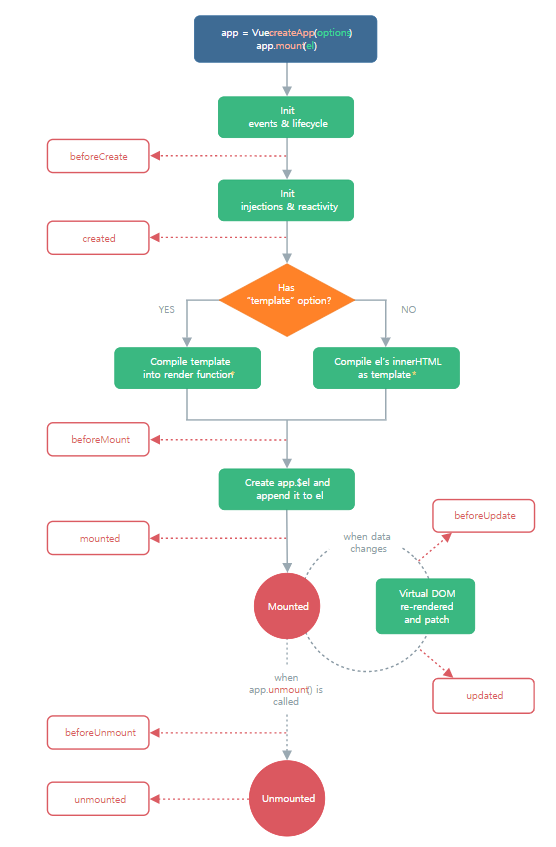 app = Vue.createApp(options)
app.mount(el)
Init
events & lifecycle
beforeCreate
Init
injections & reactivity
created
Has
"template" option?
YES
NO
Compile template
into render function*
Compile el's innerHTML
as template*
beforeMount
Create app.$el and
append it to el
beforeUpdate
mounted
when data
changes
Mounted
Virtual DOM
re-rendered
and patch
when
app.unmount() is
called
updated
beforeUnmount
unmounted
Unmounted